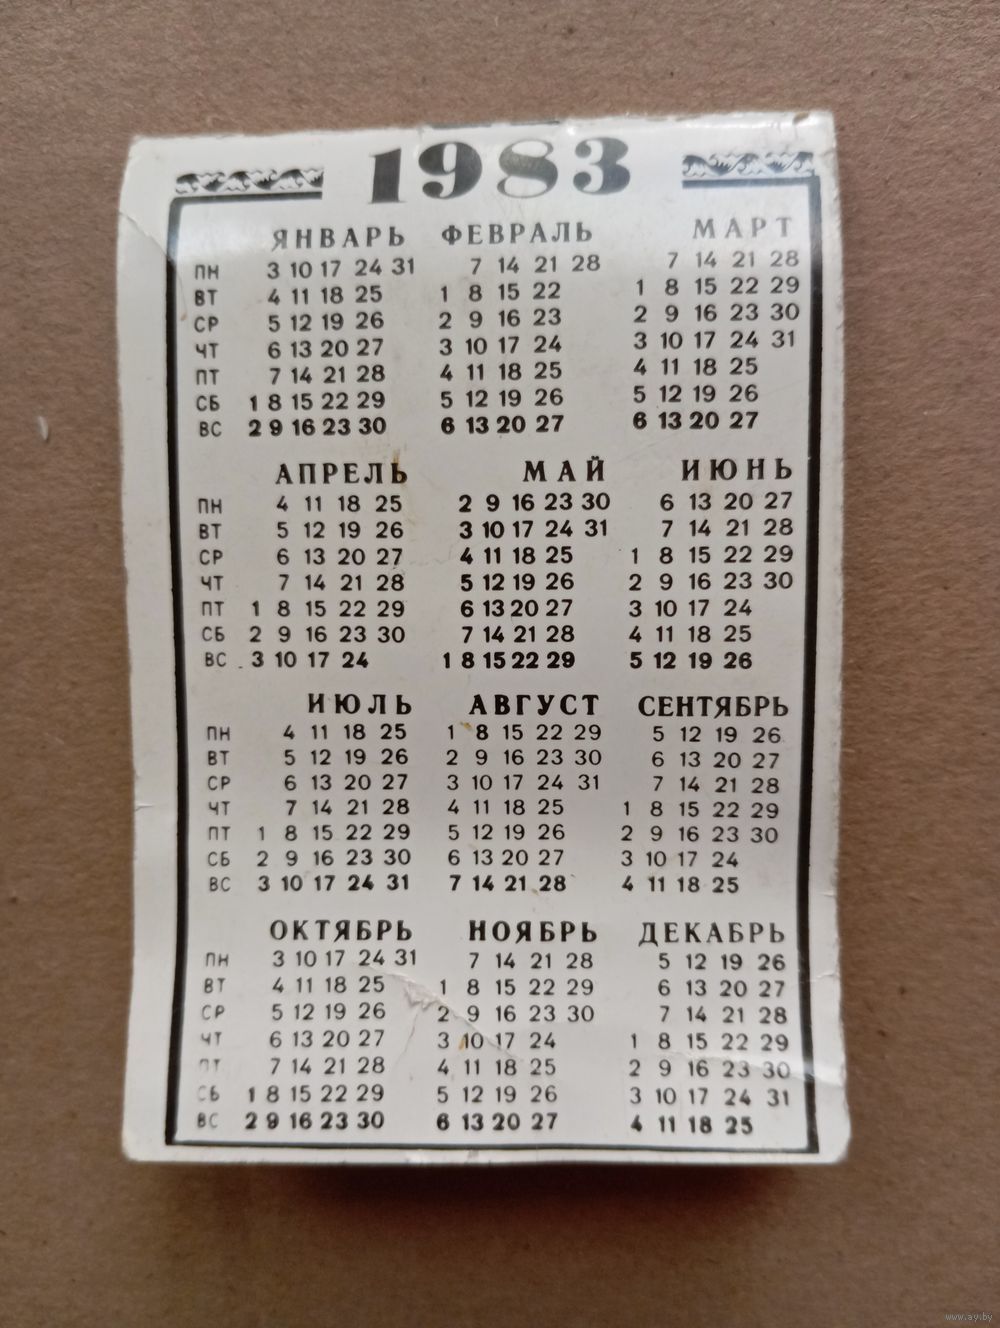 1983
ЯНВАРЬ ФЕВРАЛЬ МАРТ
ПН 3 10 17 24 31 7 14 21 28 7 14 21 28
ВТ 4 11 18 25 1 8 15 22 1 8 15 22 29
СР 5 12 19 26 2 9 16 23 2 9 16 23 30
ЧТ 6 13 20 27 3 10 17 24 3 10 17 24 31
ПТ 7 14 21 28 4 11 18 25 4 11 18 25
СБ 1 8 15 22 29 5 12 19 26 5 12 19 26
ВС 2 9 16 23 30 6 13 20 27 6 13 20 27
АПРЕЛЬ МАЙ ИЮНЬ
ПН 4 11 18 25 2 9 16 23 30 6 13 20 27
ВТ 5 12 19 26 3 10 17 24 31 7 14 21 28
СР 6 13 20 27 4 11 18 25 1 8 15 22 29
ЧТ 7 14 21 28 5 12 19 26 2 9 16 23 30
ПТ 1 8 15 22 29 6 13 20 27 3 10 17 24
СБ 2 9 16 23 30 7 14 21 28 4 11 18 25
ВС 3 10 17 24 1 8 15 22 29 5 12 19 26
ИЮЛЬ АВГУСТ СЕНТЯБРЬ
ПН 4 11 18 25 1 8 15 22 29 5 12 19 26
ВТ 5 12 19 26 2 9 16 23 30 6 13 20 27
СР 6 13 20 27 3 10 17 24 31 7 14 21 28
ЧТ 7 14 21 28 4 11 18 25 1 8 15 22 29
ПТ 1 8 15 22 29 5 12 19 26 2 9 16 23 30
СБ 2 9 16 23 30 6 13 20 27 3 10 17 24
ВС 3 10 17 24 31 7 14 21 28 4 11 18 25
ОКТЯБРЬ НОЯБРЬ ДЕКАБРЬ
ПН 3 10 17 24 31 7 14 21 28 5 12 19 26
ВТ 4 11 18 25 1 8 15 22 29 6 13 20 27
СР 5 12 19 26 2 9 16 23 30 7 14 21 28
ЧТ 6 13 20 27 3 10 17 24 1 8 15 22 29
ПТ 7 14 21 28 4 11 18 25 2 9 16 23 30
СБ 1 8 15 22 29 5 12 19 26 3 10 17 24 31
ВС 2 9 16 23 30 6 13 20 27 4 11 18 25
www.ay.by